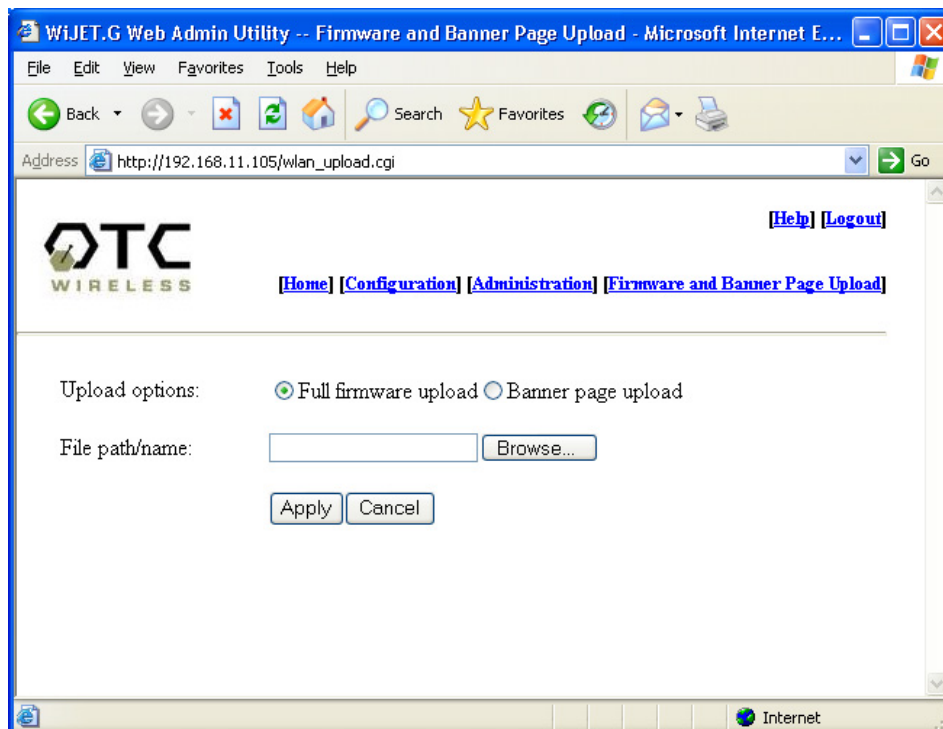 WiJET.G Web Admin Utility -- Firmware and Banner Page Upload - Microsoft Internet E...
File Edit View Favorites Tools Help
Back Search Favorites
Address http://192.168.11.105/wlan_upload.cgi Go
[Help] [Logout]
OTC
WIRELESS
[Home] [Configuration] [Administration] [Firmware and Banner Page Upload]
Upload options: Full firmware upload Banner page upload
File path/name: Browse...
Apply Cancel
Internet